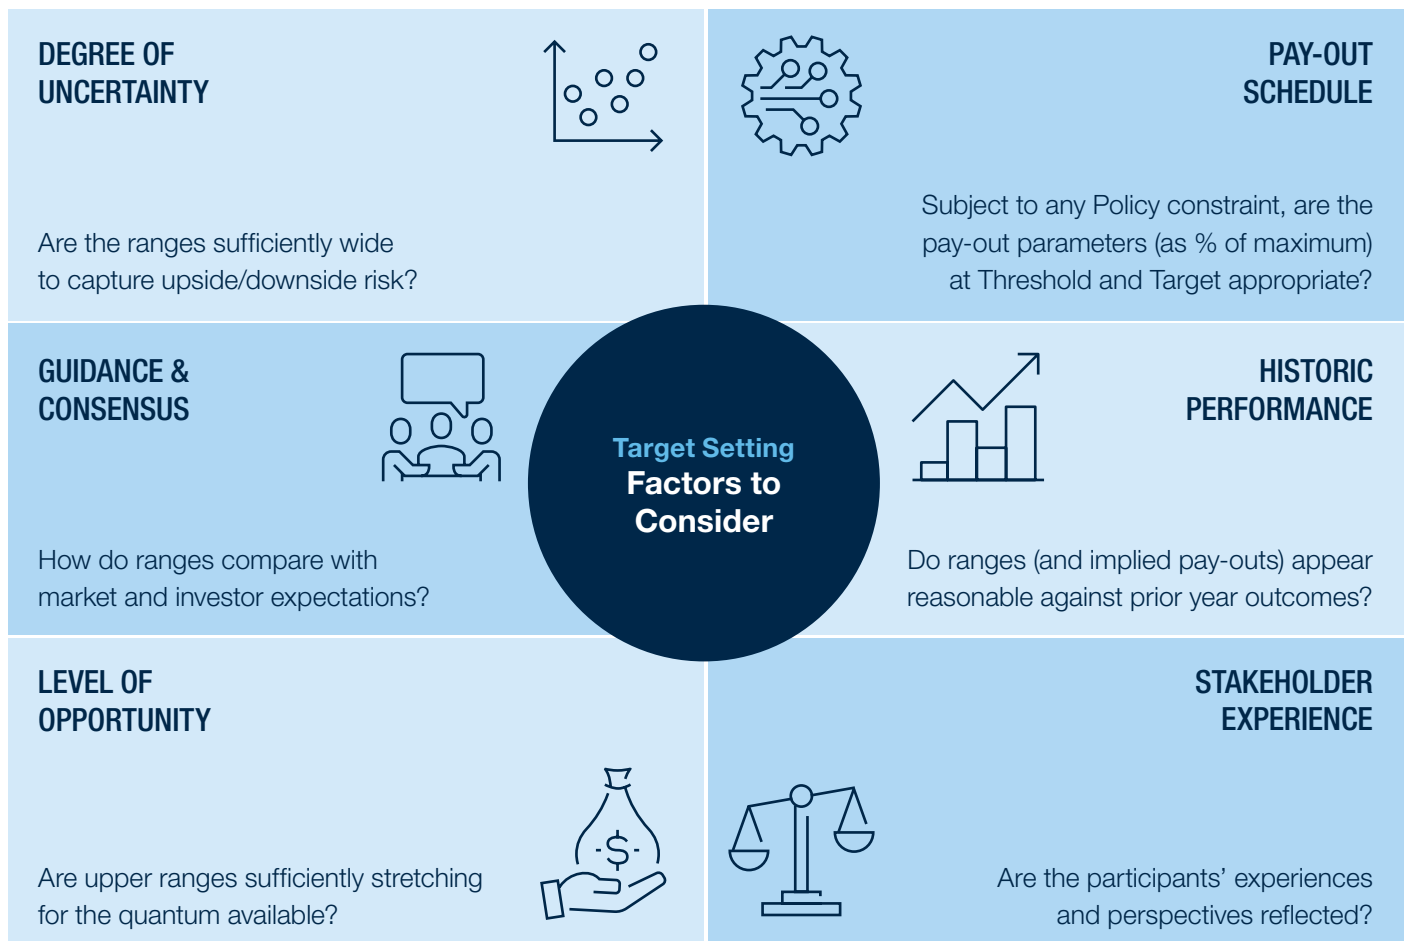 DEGREE OF
UNCERTAINTY
Are the ranges sufficiently wide
to capture upside/downside risk?
PAY-OUT
SCHEDULE
Subject to any Policy constraint, are the
pay-out parameters (as % of maximum)
at Threshold and Target appropriate?
GUIDANCE &
CONSENSUS
How do ranges compare with
market and investor expectations?
Target Setting
Factors to
Consider
HISTORIC
PERFORMANCE
Do ranges (and implied pay-outs) appear
reasonable against prior year outcomes?
LEVEL OF
OPPORTUNITY
$
Are upper ranges sufficiently stretching
for the quantum available?
STAKEHOLDER
EXPERIENCE
Are the participants’ experiences
and perspectives reflected?